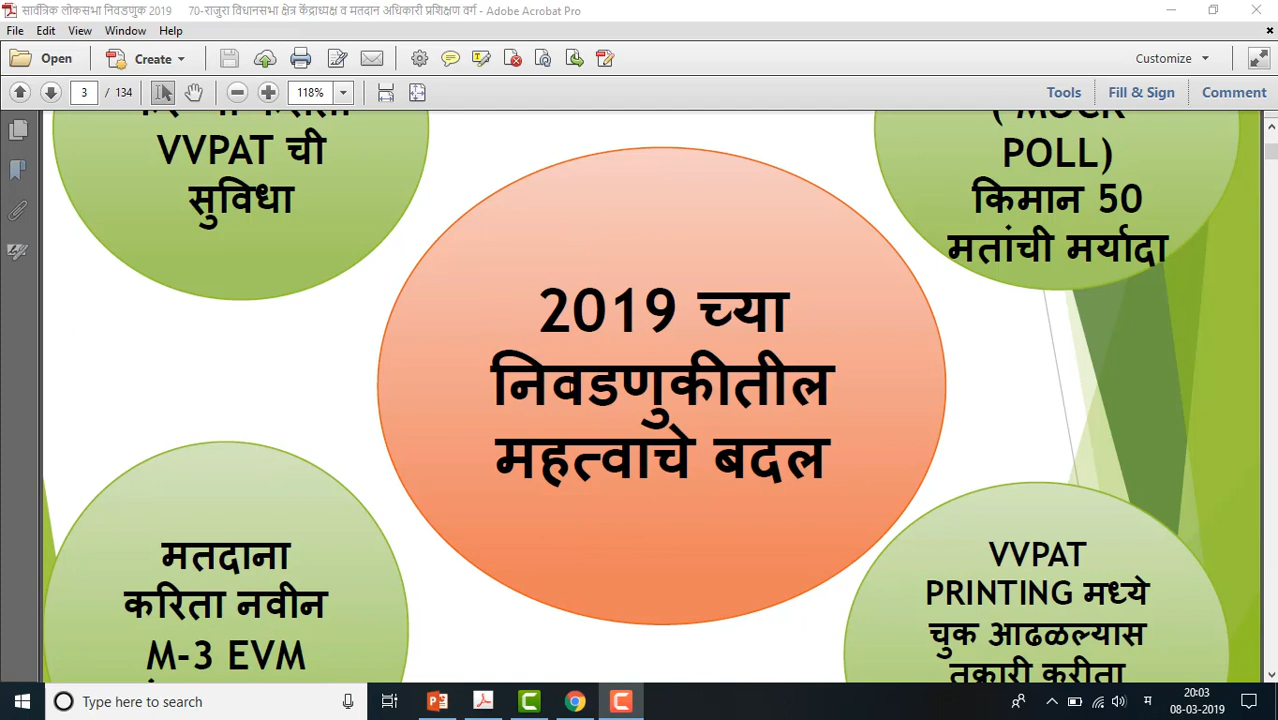 सार्वत्रिक लोकसभा निवडणुक 2019 70-राजुरा विधानसभा क्षेत्र केंद्राध्यक्ष व मतदान अधिकारी प्रशिक्षण वर्ग - Adobe Acrobat Pro
File Edit View Window Help
Open Create Customize
3 / 134 118% Tools Fill & Sign Comment
VVPAT ची
सुविधा
( MOCK
POLL)
किमान 50
मतांची मर्यादा
2019 च्या
निवडणुकीतील
महत्वाचे बदल
मतदाना
करिता नवीन
M-3 EVM
VVPAT
PRINTING मध्ये
चुक आढळल्यास
तक्रारी करीता
Type here to search
म
20:03
08-03-2019